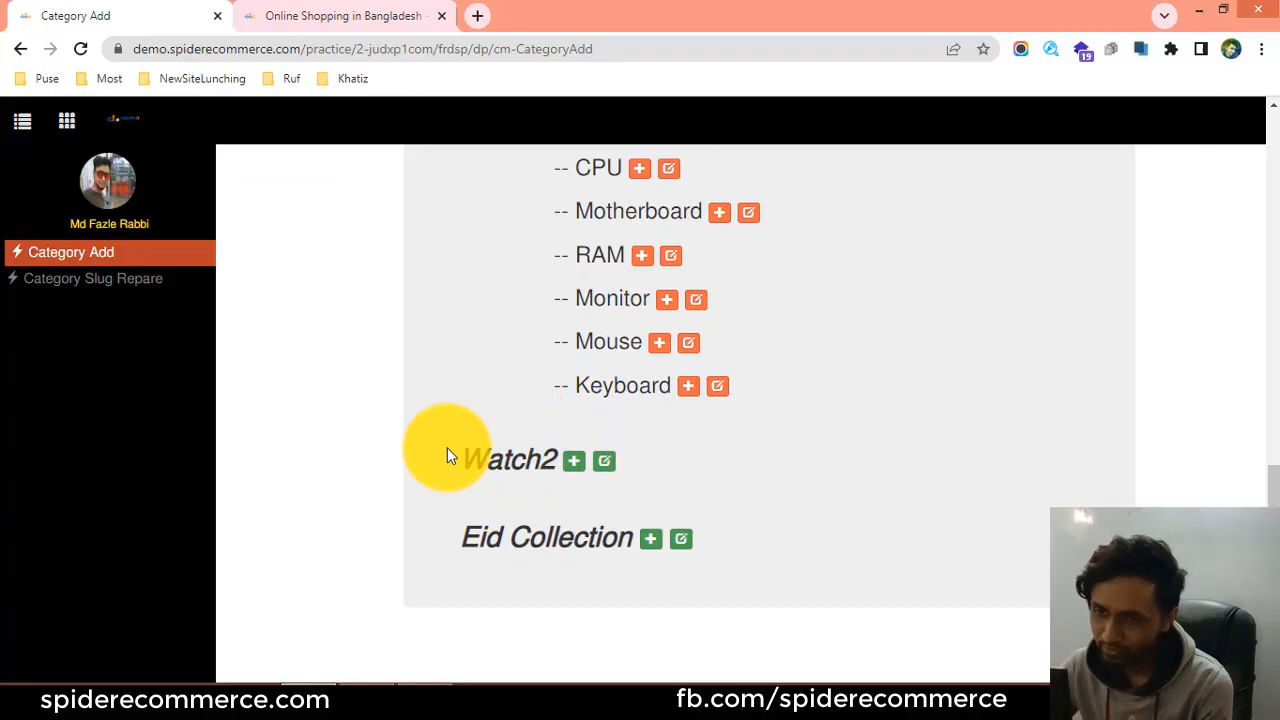 Category Add
Online Shopping in Bangladesh -
demo.spiderecommerce.com/practice/2-judxp1com/frdsp/dp/cm-CategoryAdd
19
Puse
Most
NewSiteLunching
Ruf
Khatiz
Md Fazle Rabbi
Category Add
Category Slug Repare
-- CPU
-- Motherboard
-- RAM
-- Monitor
-- Mouse
-- Keyboard
Watch2
Eid Collection
spiderecommerce.com
fb.com/spiderecommerce